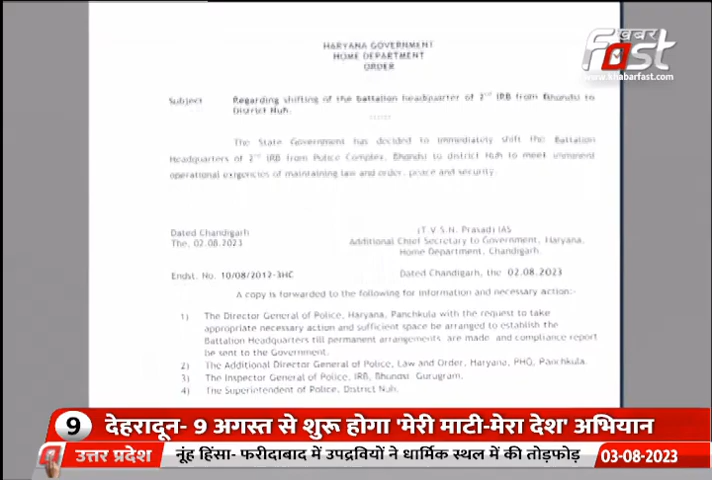 खबर
Fast
www.khabarfast.com
HARYANA GOVERNMENT
HOME DEPARTMENT
ORDER
Subject Regarding shifting of the battalion headquarter of 2nd IRB from Bhondsi to
District Nuh.
The State Government has decided to immediately shift the Battalion
Headquarters of 2nd IRB from Police Complex, Bhondsi to district Nuh to meet imminent
operational exigencies of maintaining law and order, peace and security.
Dated Chandigarh (T.V.S.N. Prasad) IAS
The, 02.08.2023 Additional Chief Secretary to Government, Haryana,
Home Department, Chandigarh.
Endst. No. 10/08/2012-3HC Dated Chandigarh, the 02.08.2023
A copy is forwarded to the following for information and necessary action:-
1) The Director General of Police, Haryana, Panchkula with the request to take
appropriate necessary action and sufficient space be arranged to establish the
Battalion Headquarters till permanent arrangements are made and compliance report
be sent to the Government.
2) The Additional Director General of Police, Law and Order, Haryana, PHQ, Panchkula.
3) The Inspector General of Police, IRB, Bhondsi, Gurugram.
4) The Superintendent of Police, District Nuh.
9 देहरादून- 9 अगस्त से शुरू होगा 'मेरी माटी-मेरा देश' अभियान
उत्तर प्रदेश नूंह हिंसा- फरीदाबाद में उपद्रवियों ने धार्मिक स्थल में की तोड़फोड़ 03-08-2023